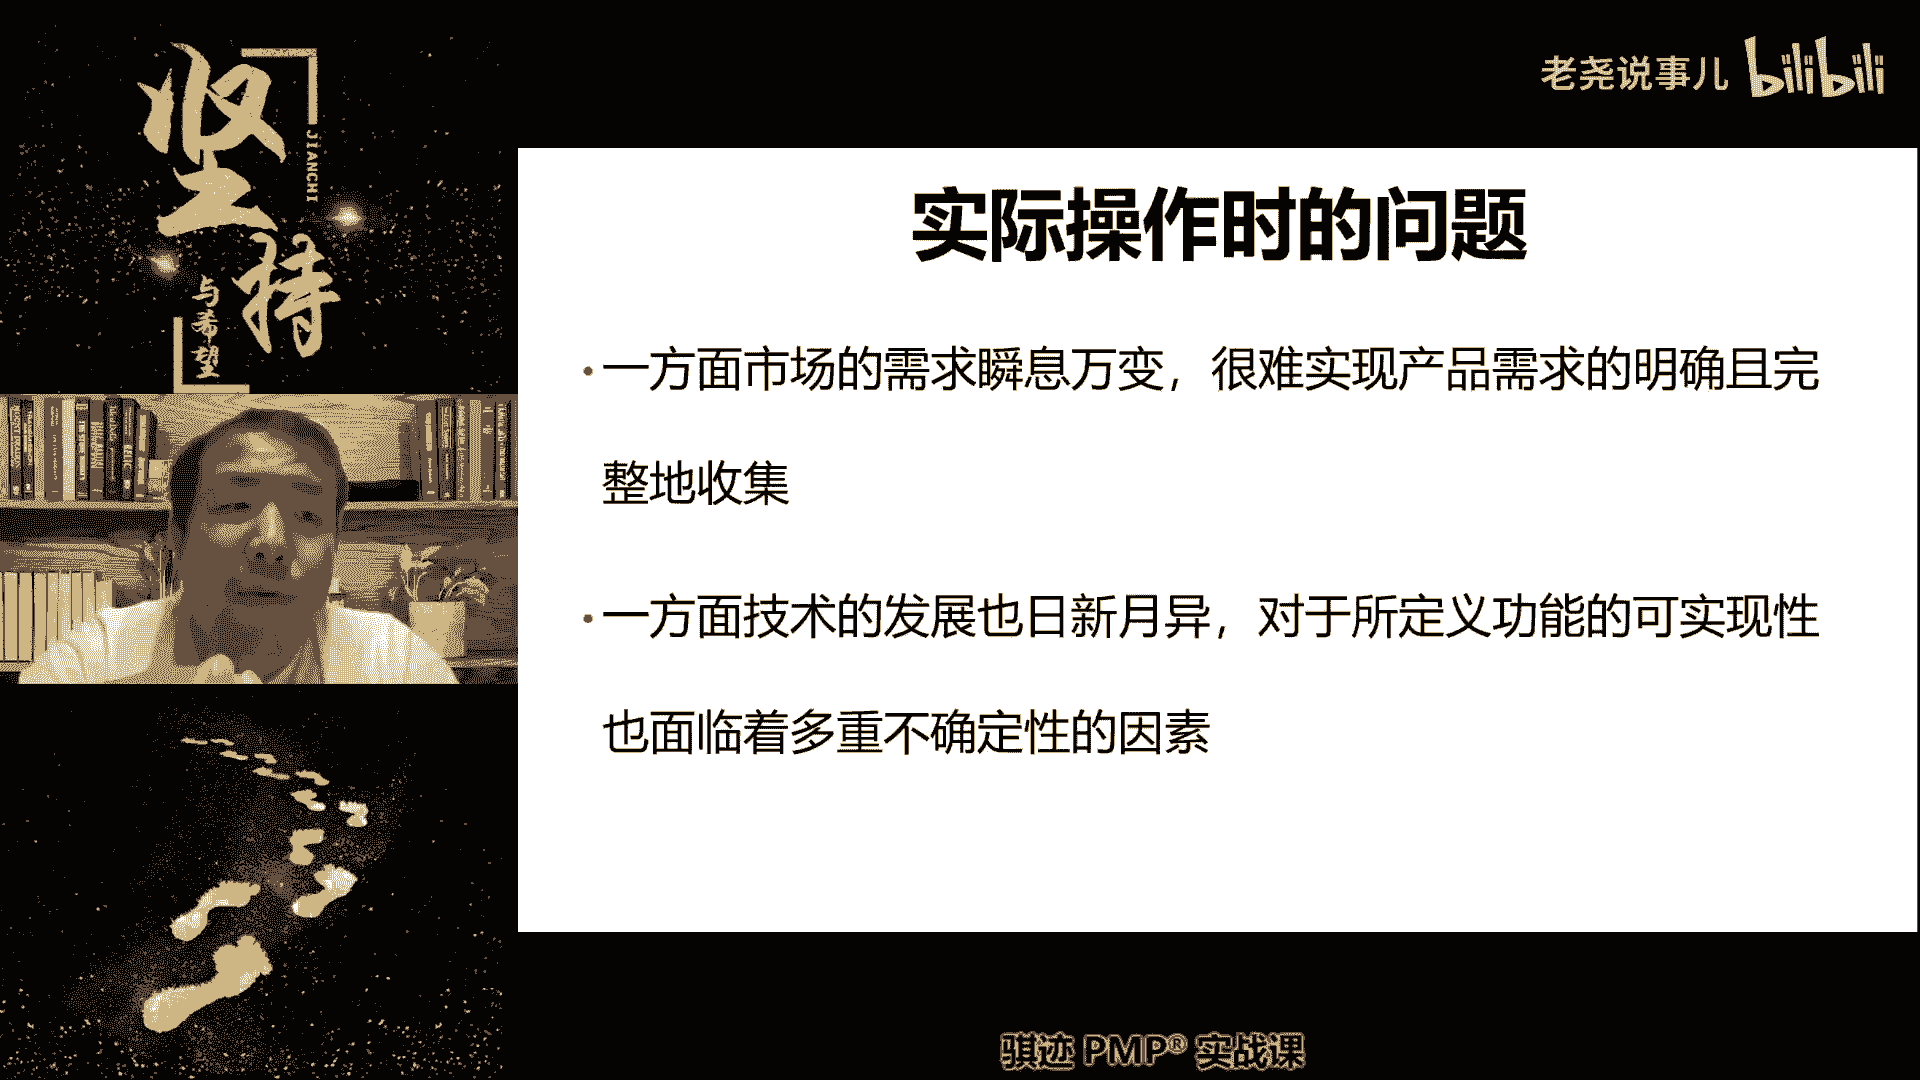 坚持
JIANCHI
与希望
老尧说事儿 bilibili
实际操作时的问题
•一方面市场的需求瞬息万变，很难实现产品需求的明确且完
整地收集
•一方面技术的发展也日新月异，对于所定义功能的可实现性
也面临着多重不确定性的因素
骐迹 PMP® 实战课